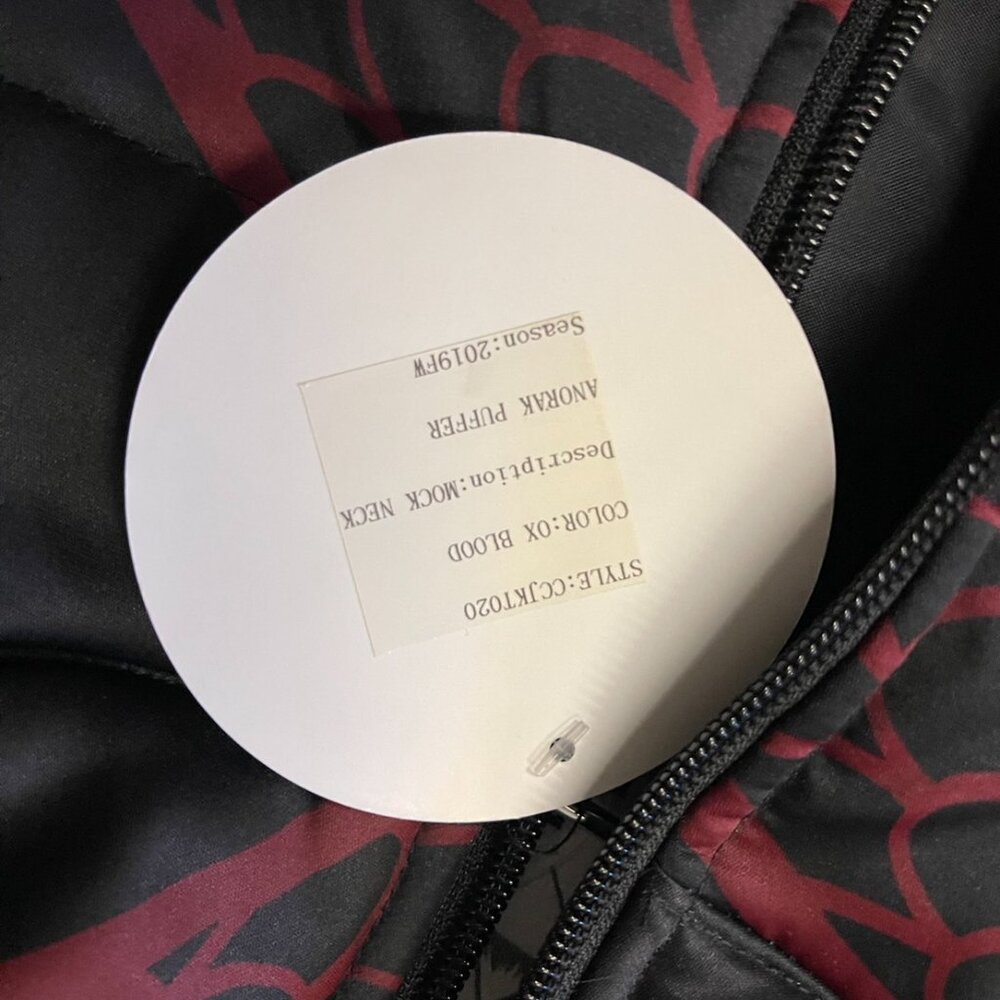 STYLE:CCJKT020
COLOR:OX BLOOD
Description:MOCK NECK
ANORAK PUFFER
Season:2019FW